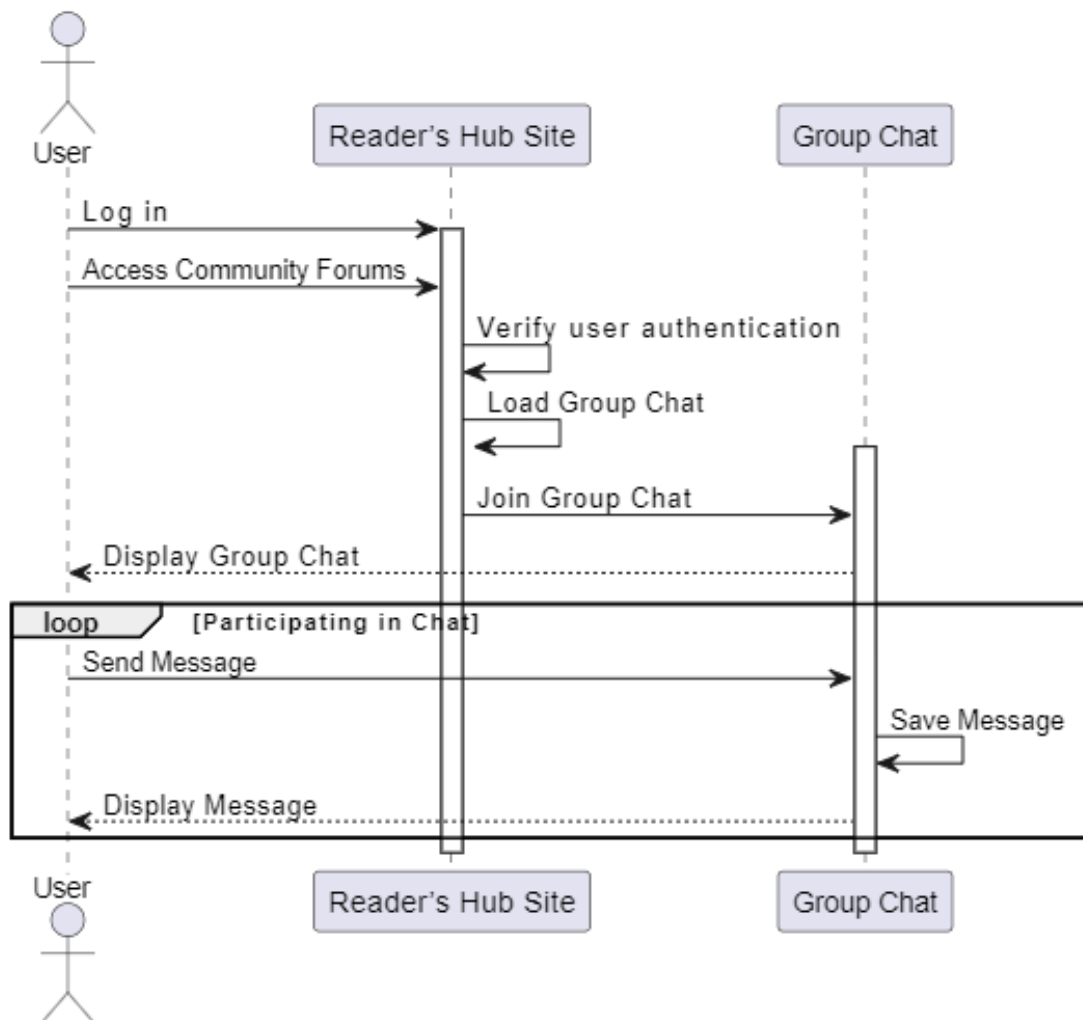 User
Reader’s Hub Site
Group Chat
Log in
Access Community Forums
Verify user authentication
Load Group Chat
Join Group Chat
Display Group Chat
loop
[Participating in Chat]
Send Message
Save Message
Display Message
User
Reader’s Hub Site
Group Chat